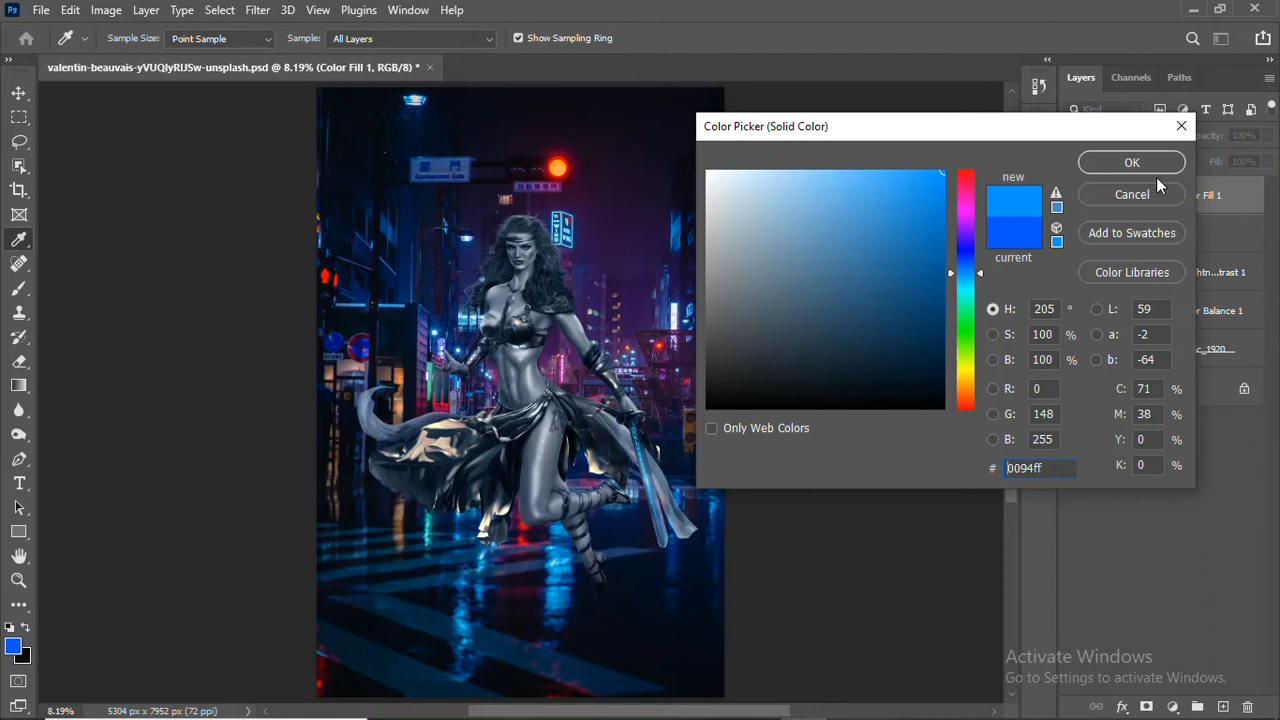 Ps File Edit Image Layer Type Select Filter 3D View Plugins Window Help
Sample Size: Point Sample Sample: All Layers Show Sampling Ring
valentin-beauvais-yVUQlyRIJSw-unsplash.psd @ 8.19% (Color Fill 1, RGB/8) *
Layers Channels Paths
Kind
Color Picker (Solid Color)
Opacity: 100%
new
OK
Fill: 100%
Cancel
r Fill 1
Add to Swatches
current
Color Libraries
htn...trast 1
H: 205 ° L: 59
r Balance 1
S: 100 % a: -2
c_1920
B: 100 % b: -64
R: 0 C: 71 %
G: 148 M: 38 %
Only Web Colors
B: 255 Y: 0 %
# 0094ff K: 0 %
T
Activate Windows
Go to Settings to activate Windows.
8.19% 5304 px x 7952 px (72 ppi)
fx